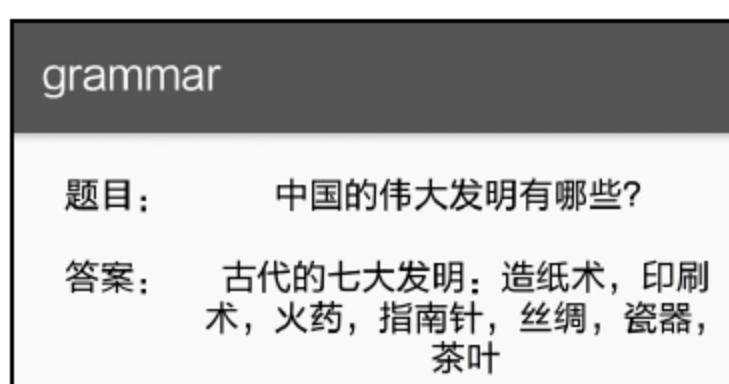 grammar
题目： 中国的伟大发明有哪些?
答案： 古代的七大发明：造纸术，印刷
术，火药，指南针，丝绸，瓷器，
茶叶